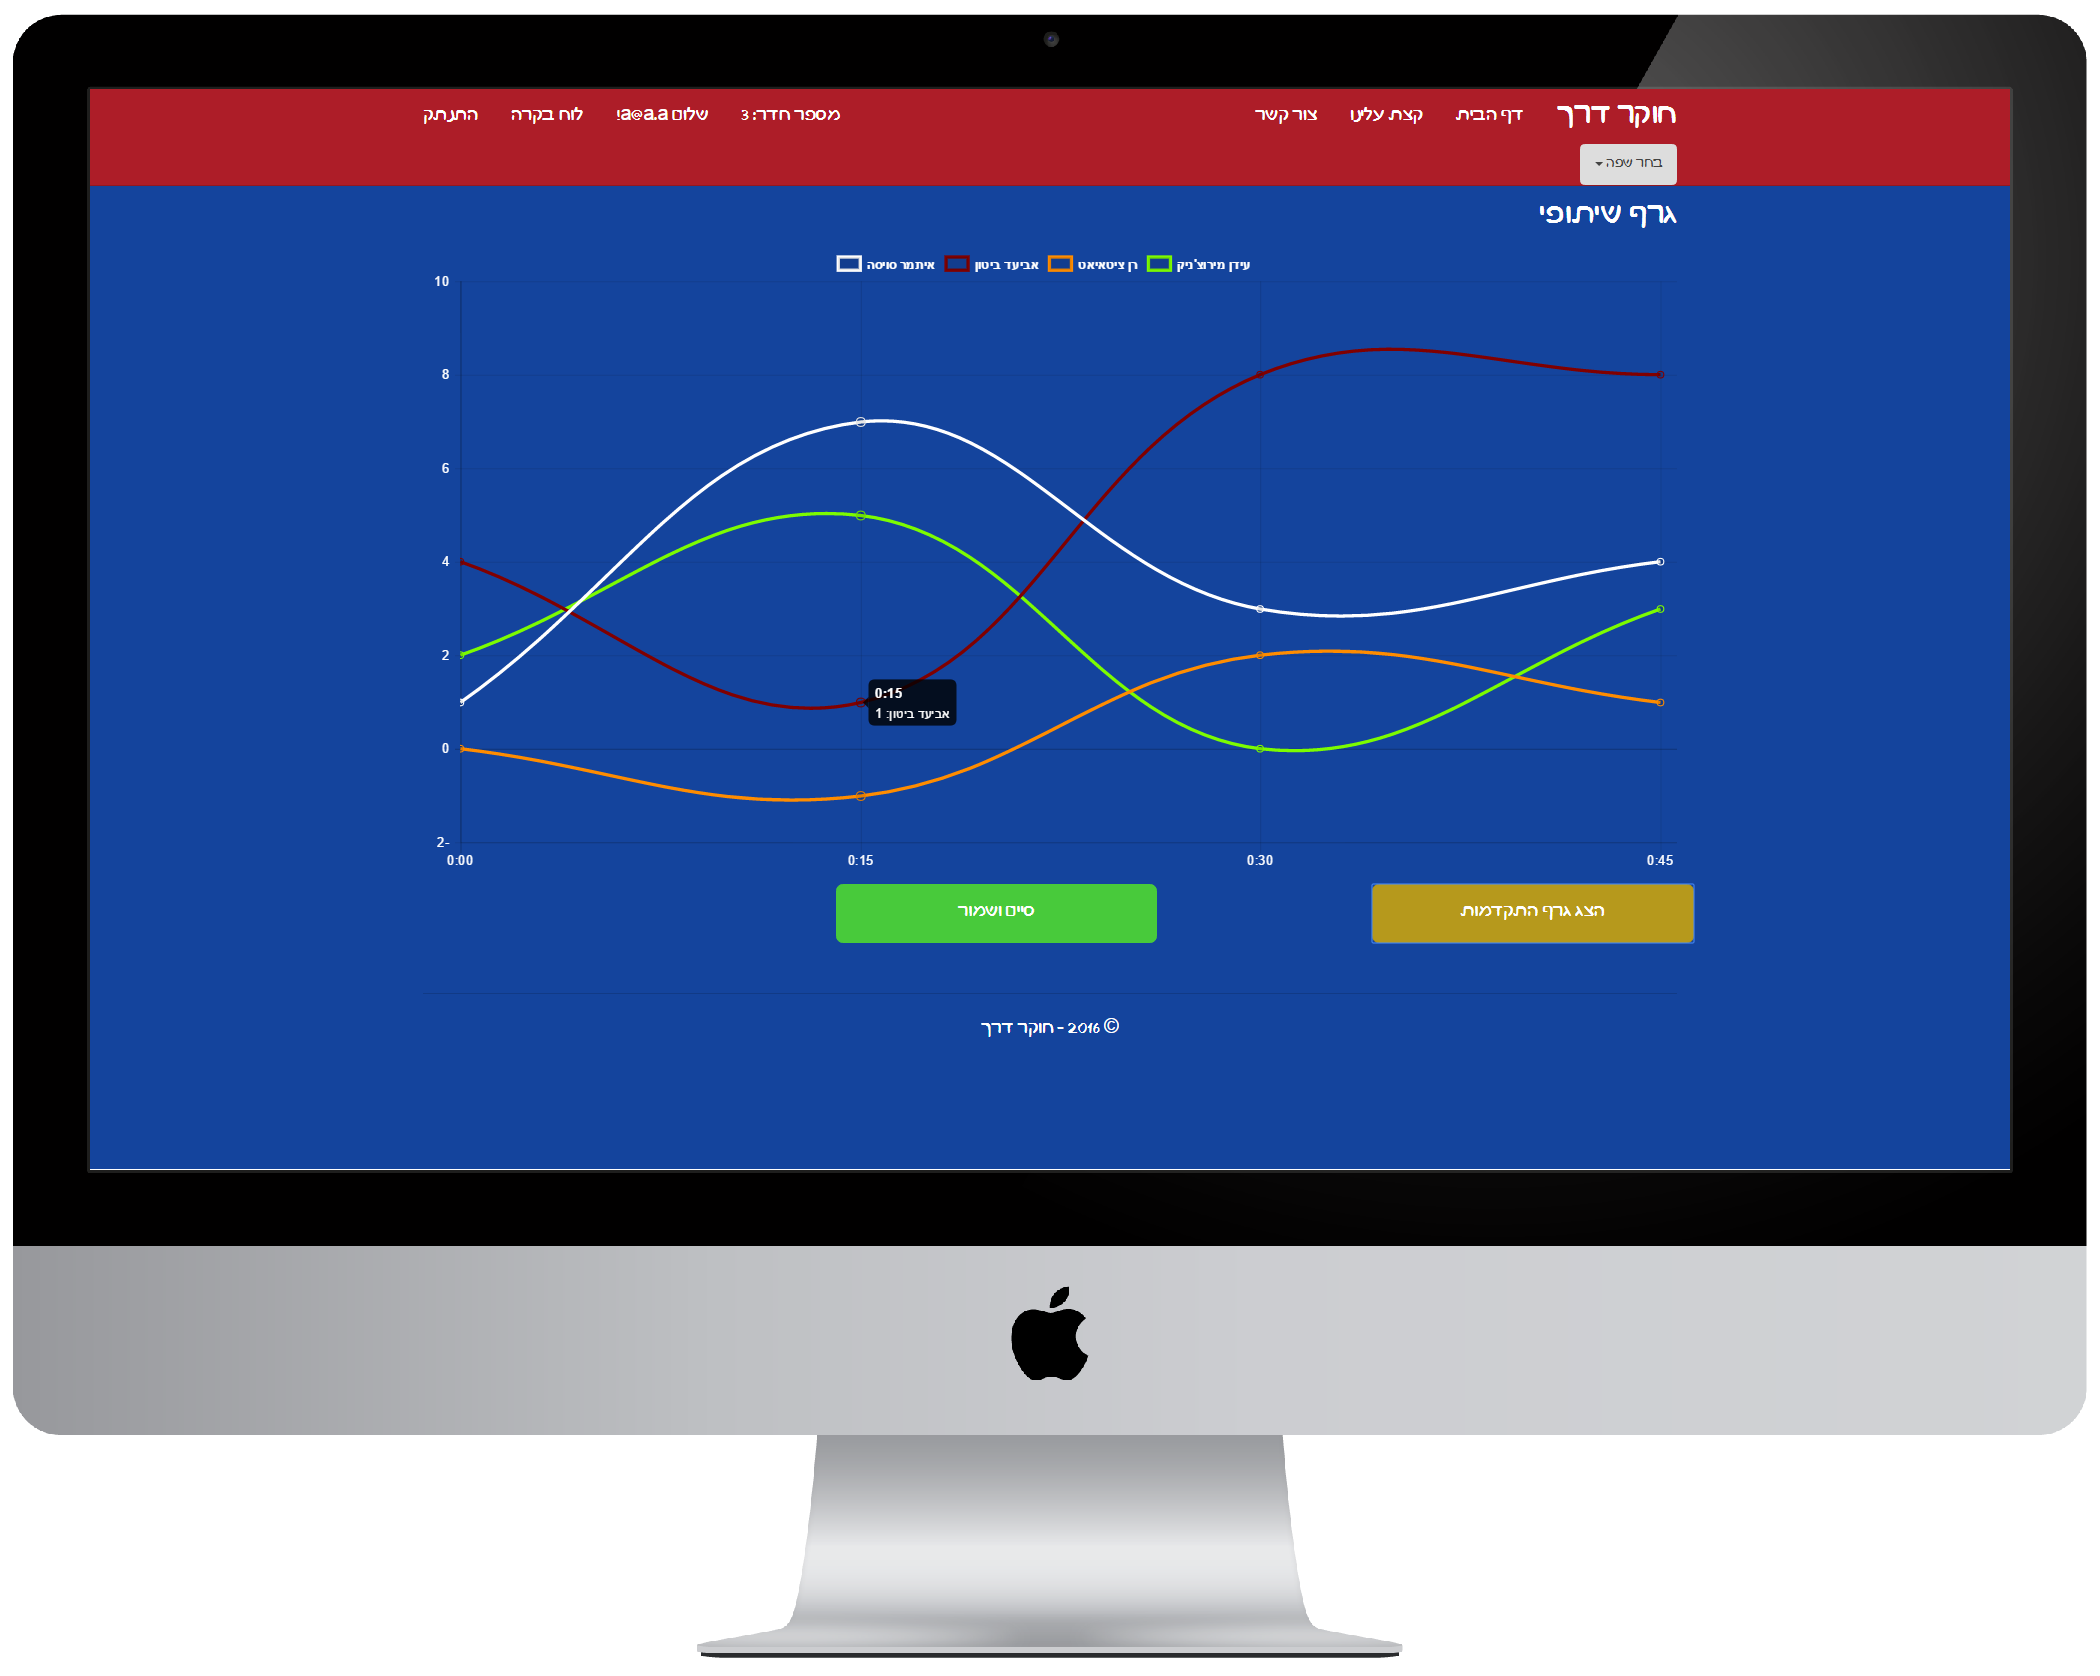 חוקר דרך
דף הבית
קצת עלינו
צור קשר
מספר חדר: 3
שלום a@a.a!
לוח בקרה
התנתק
בחר שפה
גרף שיתופי
איתמר סויסה
אביעד ביטון
רן ציטאיאט
עידן מירוצ'ניק
10
8
6
4
2
0
2-
0:15
אביעד ביטון: 1
0:00
0:15
0:30
0:45
הצג גרף התקדמות
סיים ושמור
© 2016 - חוקר דרך